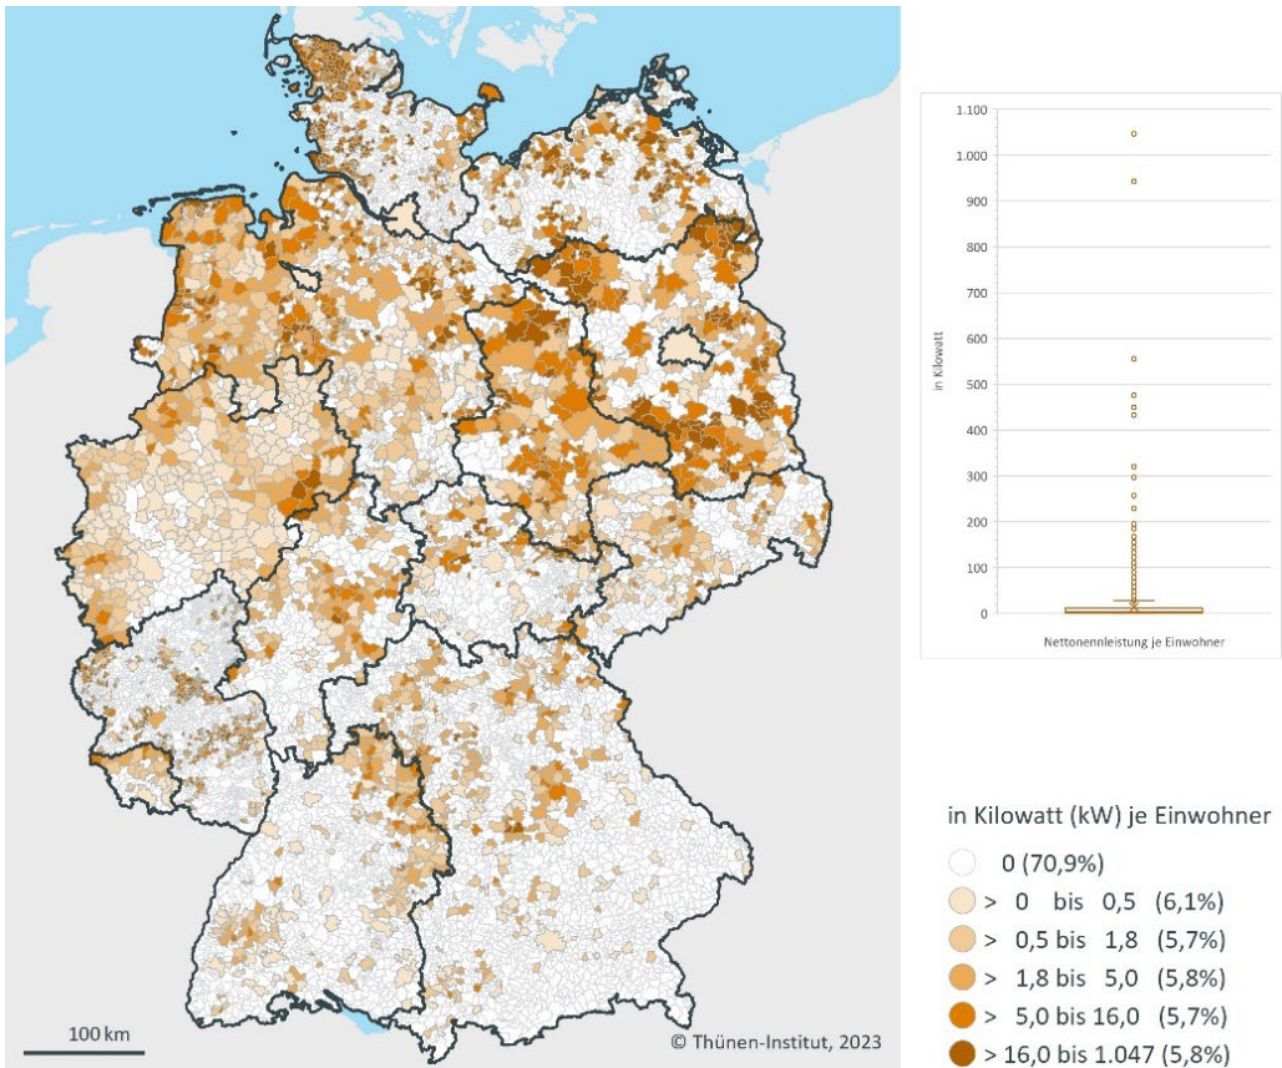 1.100
1.000
900
800
700
600
500
400
300
200
100
0
in Kilowatt
Nettonennleistung je Einwohner
in Kilowatt (kW) je Einwohner
0 (70,9%)
> 0 bis 0,5 (6,1%)
> 0,5 bis 1,8 (5,7%)
> 1,8 bis 5,0 (5,8%)
> 5,0 bis 16,0 (5,7%)
> 16,0 bis 1.047 (5,8%)
100 km
© Thünen-Institut, 2023